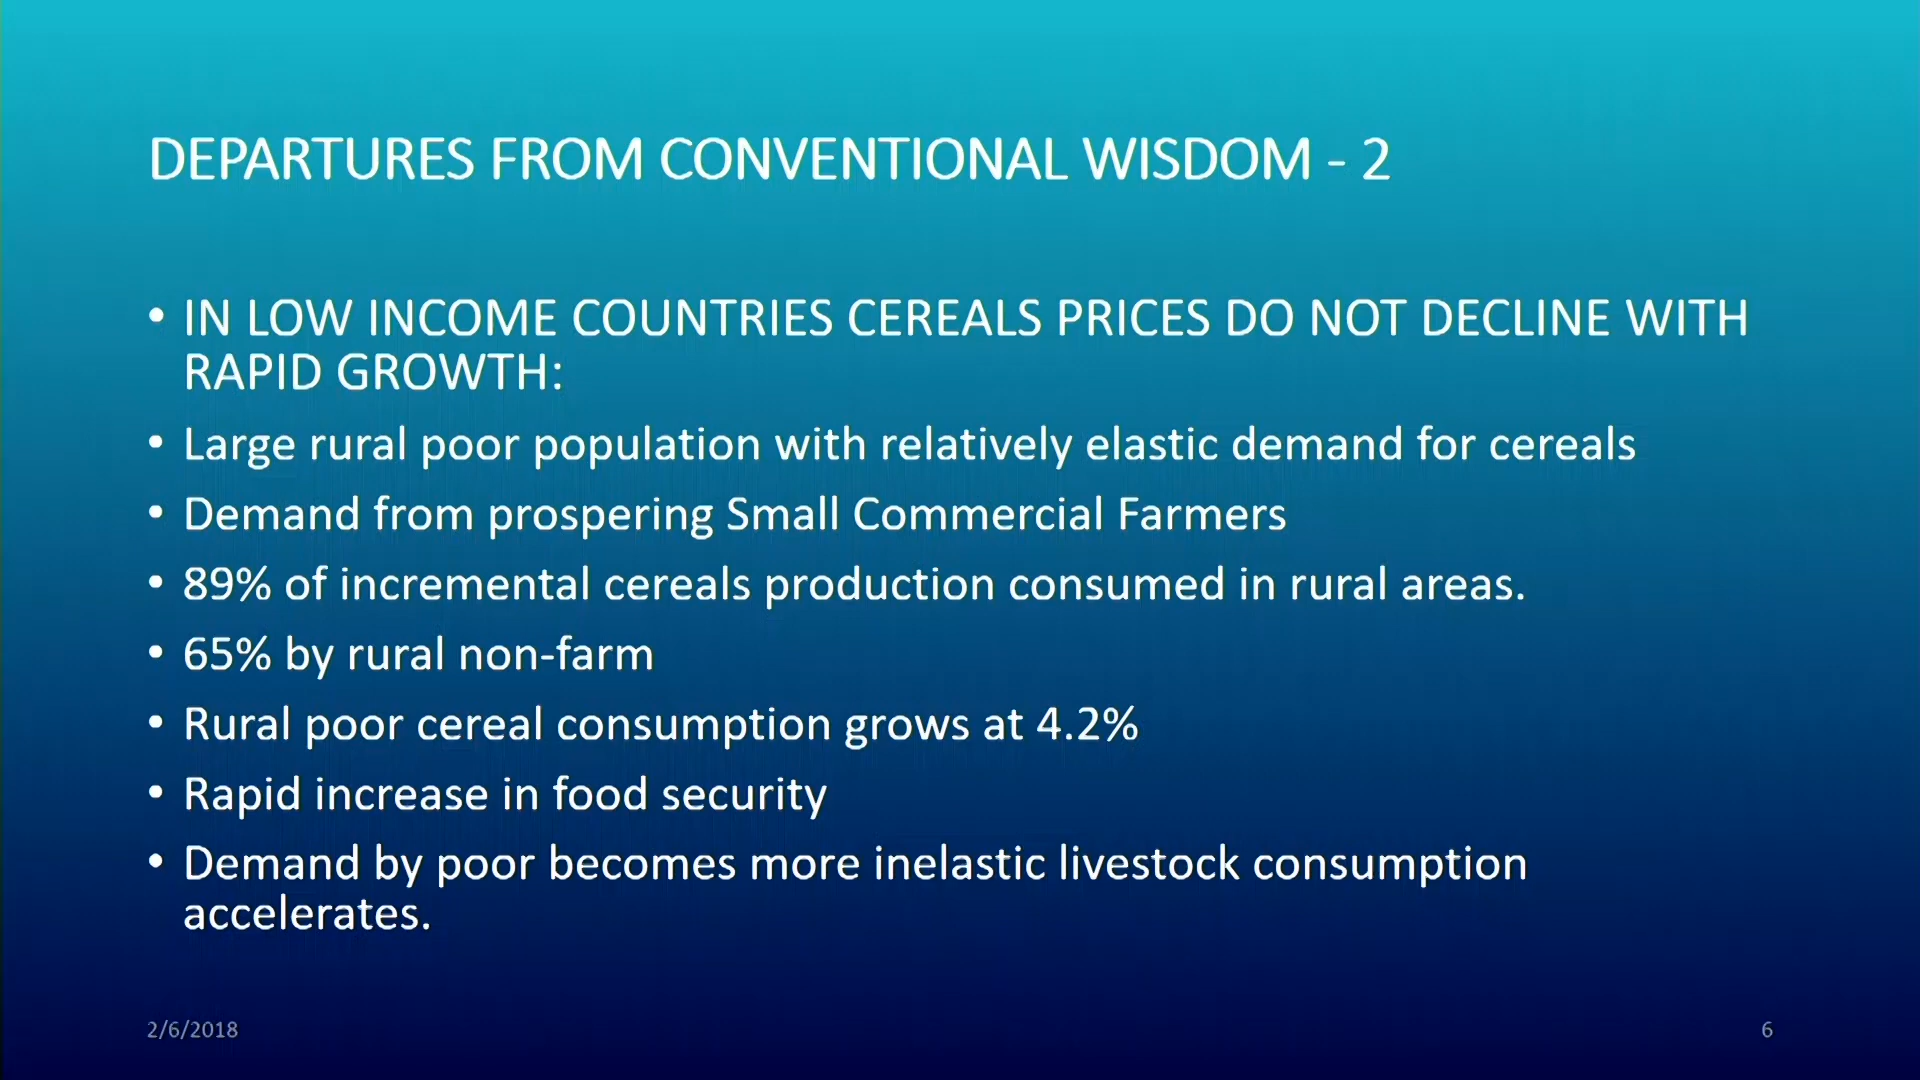 DEPARTURES FROM CONVENTIONAL WISDOM - 2
• IN LOW INCOME COUNTRIES CEREALS PRICES DO NOT DECLINE WITH
RAPID GROWTH:
• Large rural poor population with relatively elastic demand for cereals
• Demand from prospering Small Commercial Farmers
• 89% of incremental cereals production consumed in rural areas.
• 65% by rural non-farm
• Rural poor cereal consumption grows at 4.2%
• Rapid increase in food security
• Demand by poor becomes more inelastic livestock consumption
accelerates.
2/6/2018
6